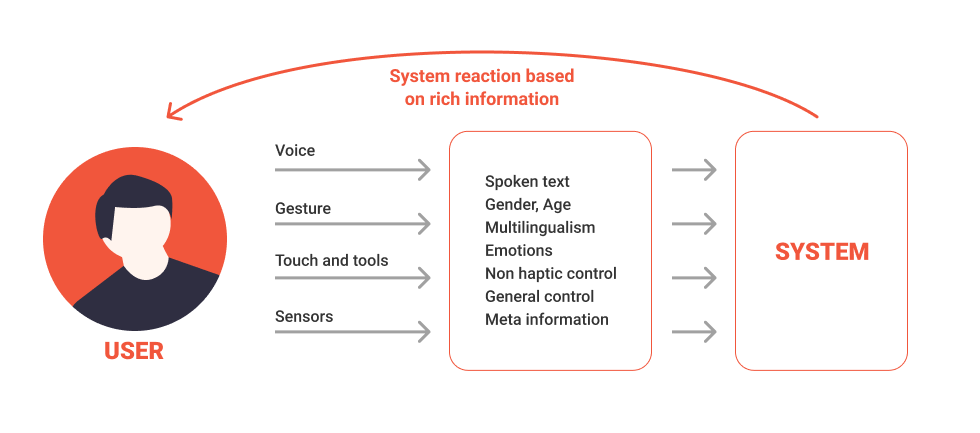 System reaction based
on rich information
Voice
Gesture
Touch and tools
Sensors
Spoken text
Gender, Age
Multilingualism
Emotions
Non haptic control
General control
Meta information
SYSTEM
USER